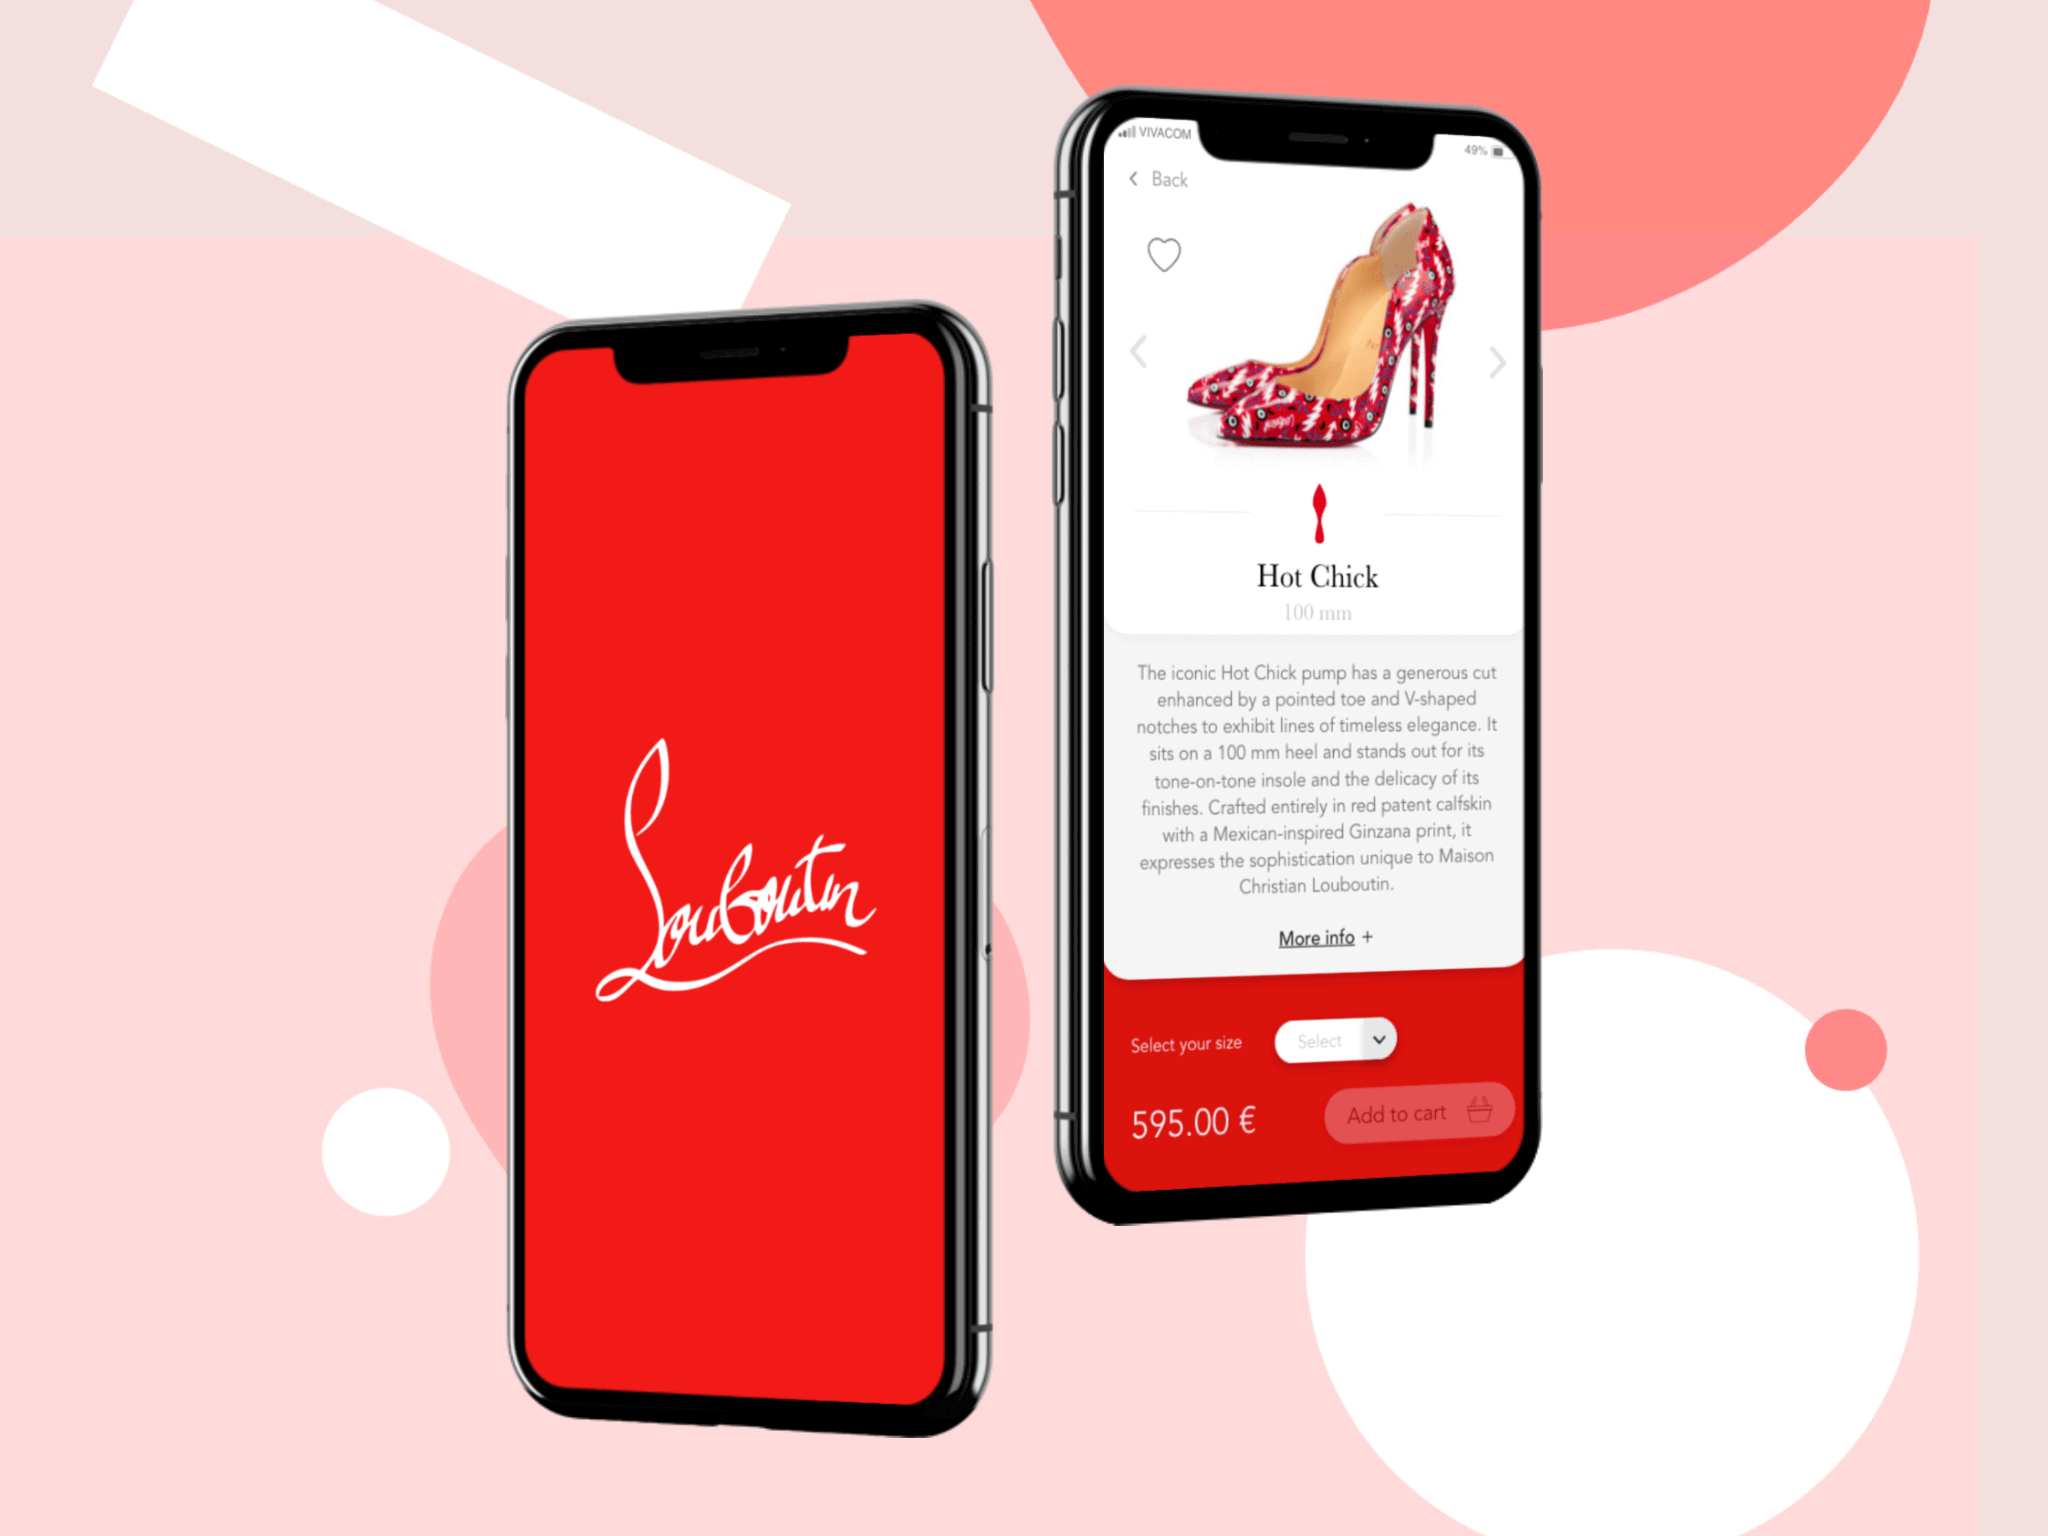 Louboutin
VIVACOM
49%
Back
Hot Chick
100 mm
The iconic Hot Chick pump has a generous cut
enhanced by a pointed toe and V-shaped
notches to exhibit lines of timeless elegance. It
sits on a 100 mm heel and stands out for its
tone-on-tone insole and the delicacy of its
finishes. Crafted entirely in red patent calfskin
with a Mexican-inspired Ginzana print, it
expresses the sophistication unique to Maison
Christian Louboutin.
More info +
Select your size
Select
595.00 €
Add to cart